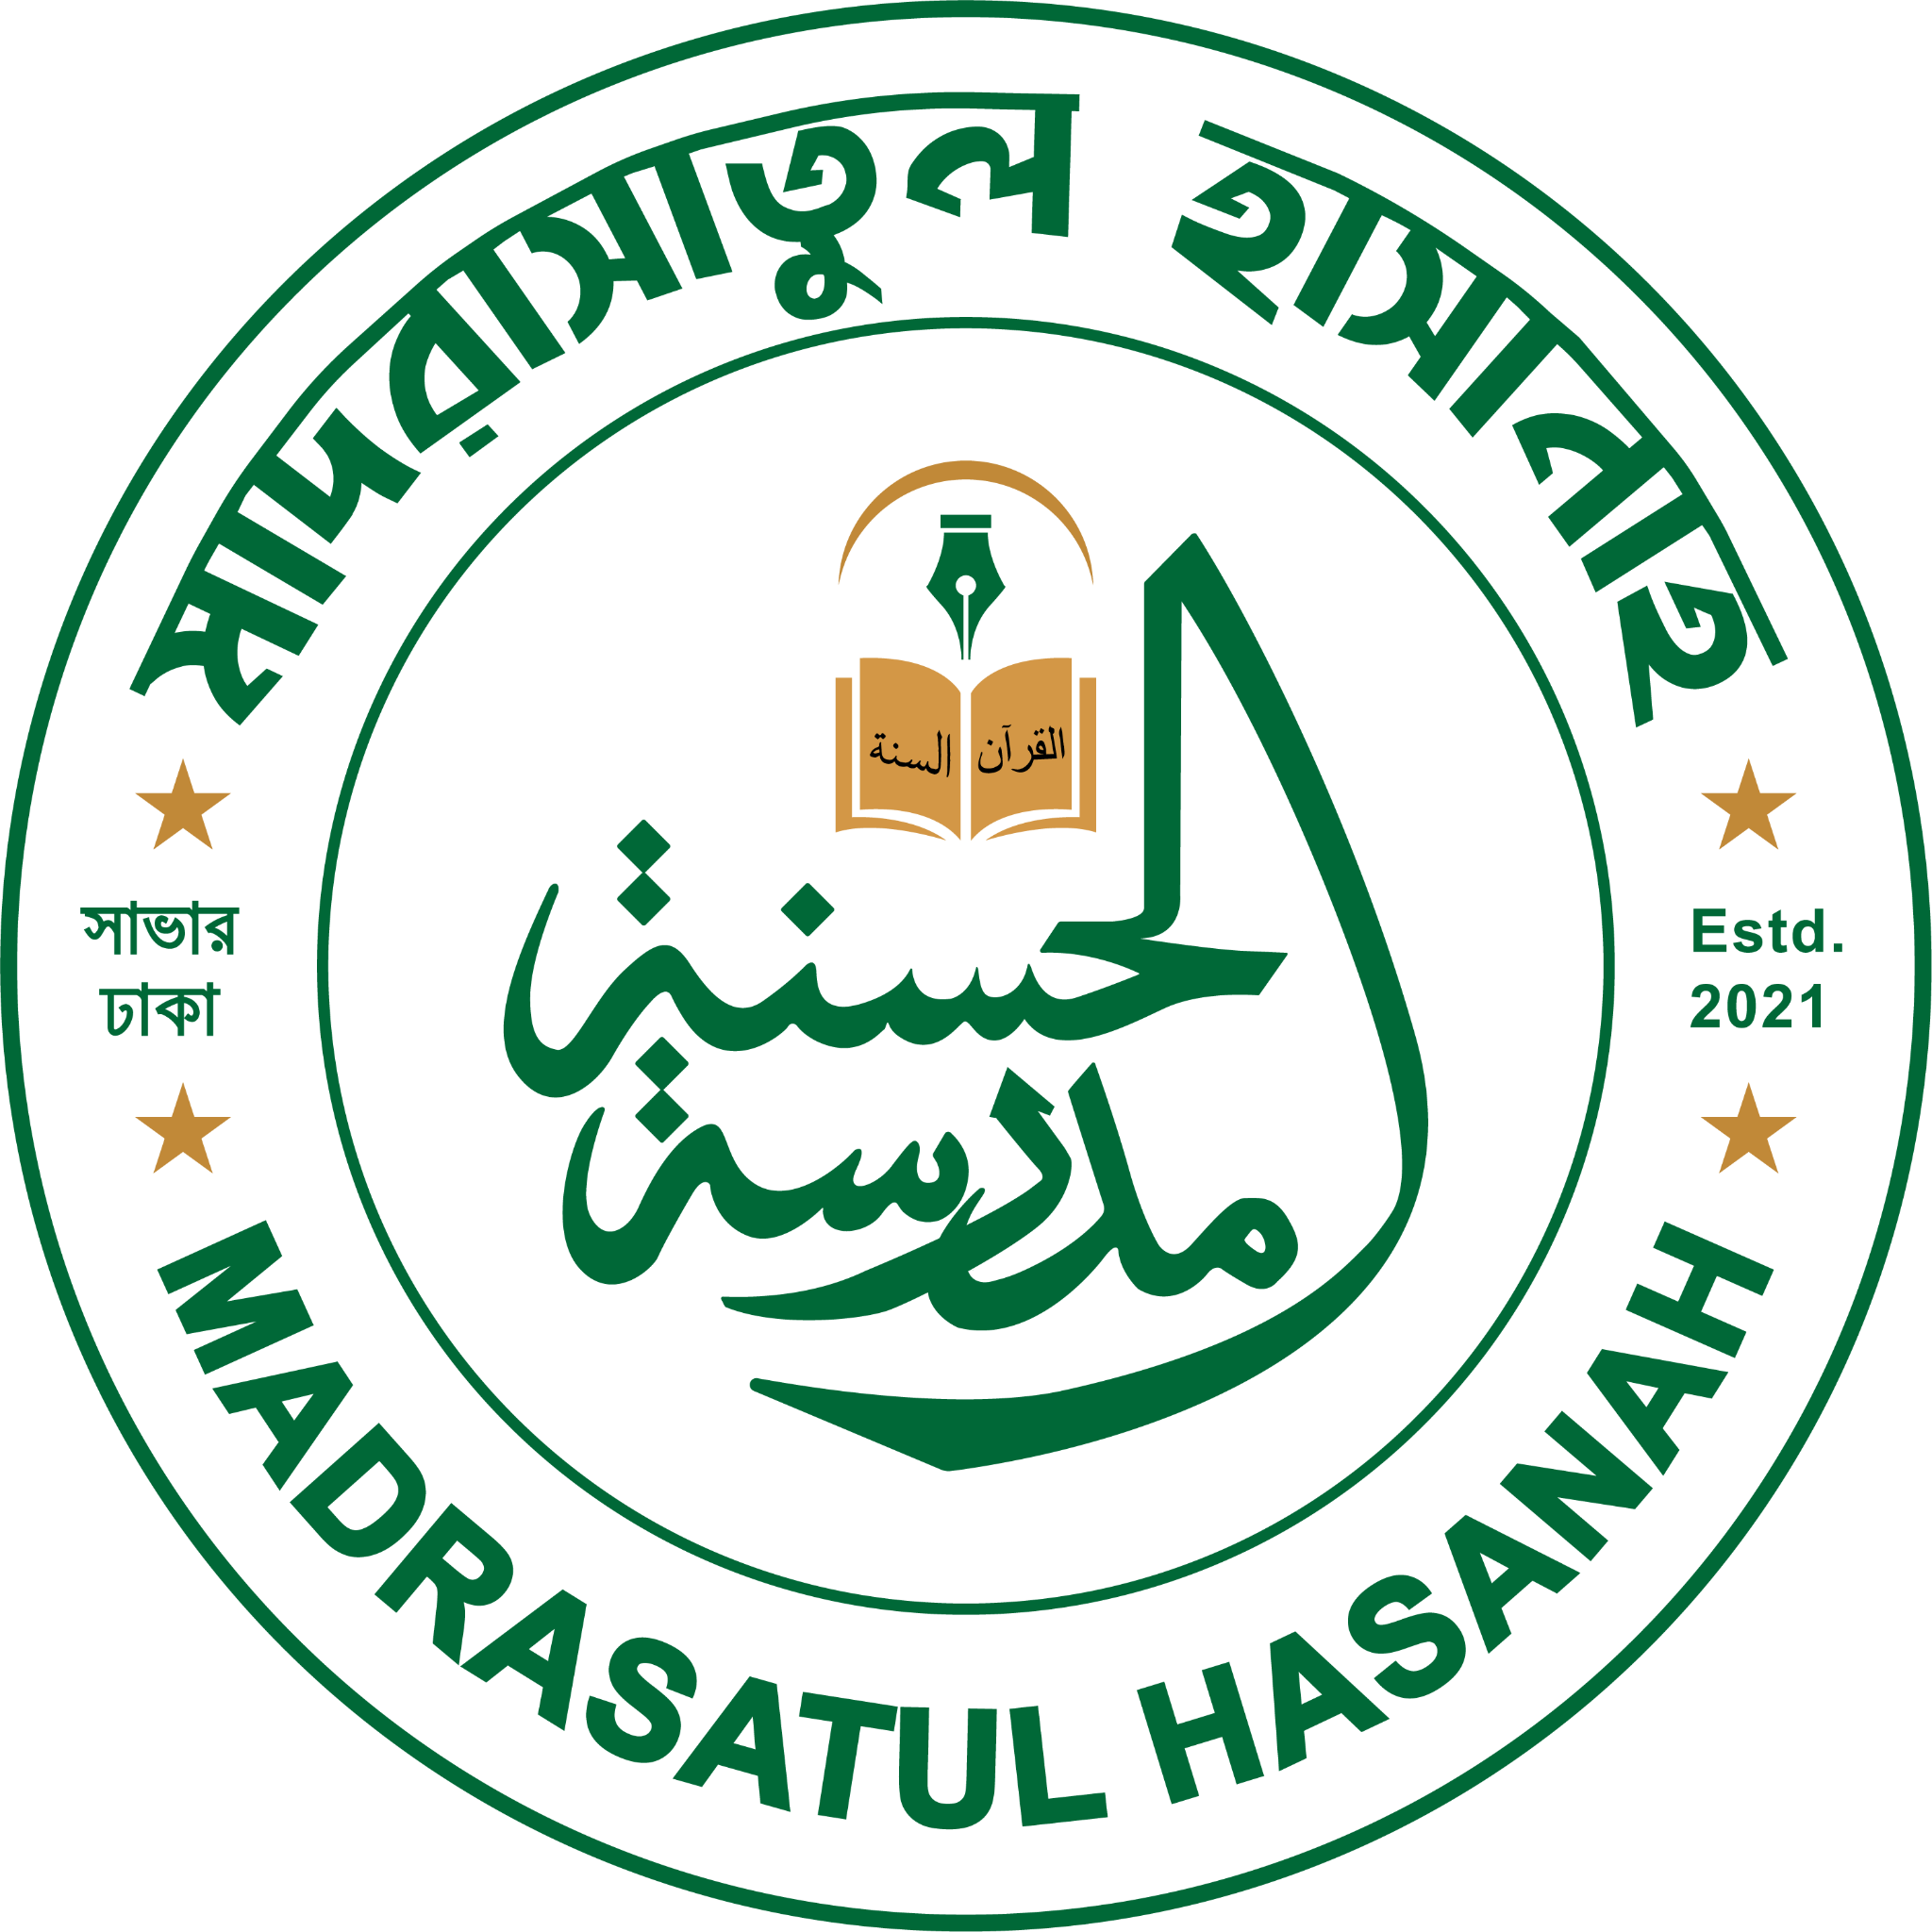 মাদরাসাতুল হাসানাহ
القرآن
السنة
مدرسة
الحسنة
সাভার
ঢাকা
Estd.
2021
MADRASATUL HASANAH